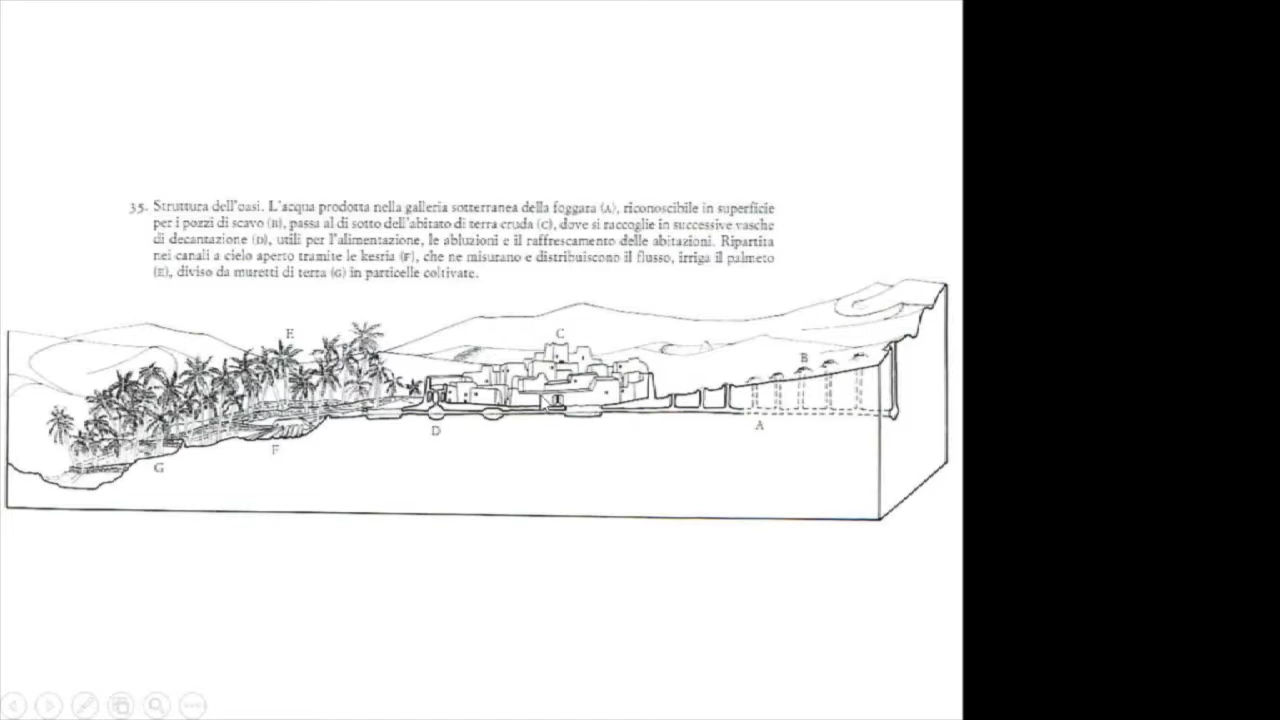 35. Struttura dell'oasi. L'acqua prodotta nella galleria sotterranea della foggara (A), riconoscibile in superficie
per i pozzi di scavo (B), passa al di sotto dell'abitato di terra cruda (C), dove si raccoglie in successive vasche
di decantazione (D), utili per l'alimentazione, le abluzioni e il raffrescamento delle abitazioni. Ripartita
nei canali a cielo aperto tramite le kesria (F), che ne misurano e distribuiscono il flusso, irriga il palmeto
(E), diviso da muretti di terra (G) in particelle coltivate.
E
C
B
A
D
F
G